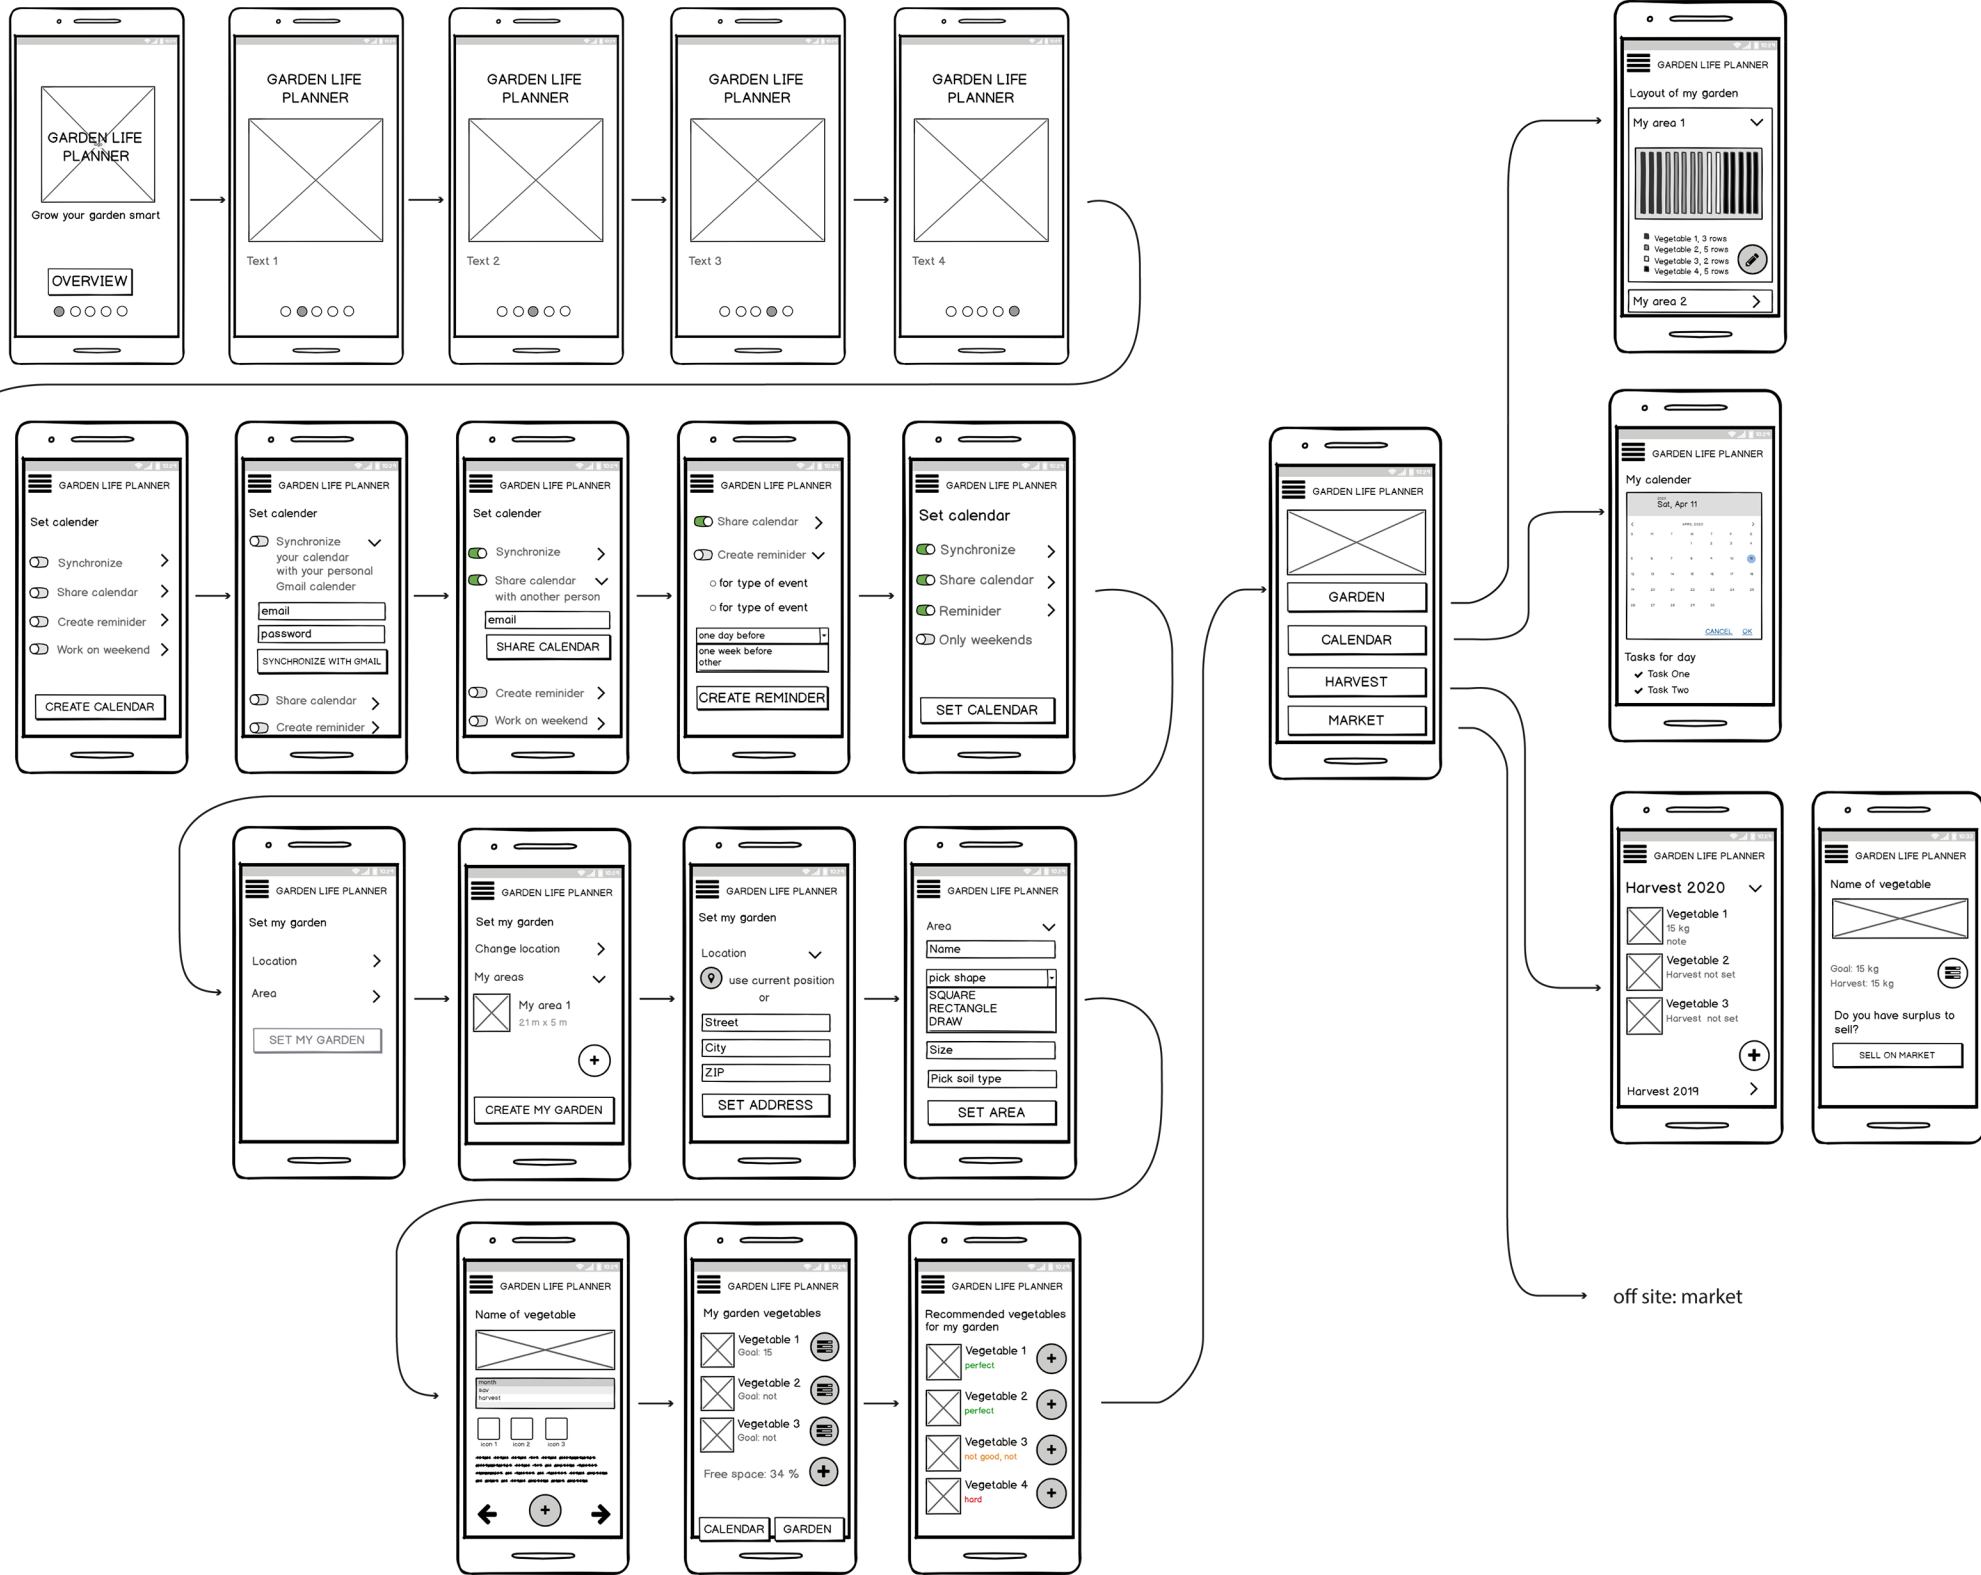 GARDEN LIFE
PLANNER
Grow your garden smart
OVERVIEW
GARDEN LIFE
PLANNER
Text 1
GARDEN LIFE
PLANNER
Text 2
GARDEN LIFE
PLANNER
Text 3
GARDEN LIFE
PLANNER
Text 4
GARDEN LIFE PLANNER
Set calender
Synchronize
Share calendar
Create reminider
Work on weekend
CREATE CALENDAR
GARDEN LIFE PLANNER
Set calender
Synchronize
your calendar
with your personal
Gmail calender
email
password
SYNCHRONIZE WITH GMAIL
Share calendar
Create reminider
GARDEN LIFE PLANNER
Set calender
Synchronize
Share calendar
with another person
email
SHARE CALENDAR
Create reminider
Work on weekend
GARDEN LIFE PLANNER
Share calendar
Create reminider
for type of event
for type of event
one day before
one week before
other
CREATE REMINDER
GARDEN LIFE PLANNER
Set calendar
Synchronize
Share calendar
Reminider
Only weekends
SET CALENDAR
GARDEN LIFE PLANNER
Set my garden
Location
Area
SET MY GARDEN
GARDEN LIFE PLANNER
Set my garden
Change location
My areas
My area 1
21 m x 5 m
CREATE MY GARDEN
GARDEN LIFE PLANNER
Set my garden
Location
use current position
or
Street
City
ZIP
SET ADDRESS
GARDEN LIFE PLANNER
Area
Name
pick shape
SQUARE
RECTANGLE
DRAW
Size
Pick soil type
SET AREA
GARDEN LIFE PLANNER
Name of vegetable
month
sav
harvest
icon 1 icon 2 icon 3
GARDEN LIFE PLANNER
My garden vegetables
Vegetable 1
Goal: 15
Vegetable 2
Goal: not
Vegetable 3
Goal: not
Free space: 34 %
CALENDAR GARDEN
GARDEN LIFE PLANNER
Recommended vegetables
for my garden
Vegetable 1
perfect
Vegetable 2
perfect
Vegetable 3
not good, not
Vegetable 4
hard
GARDEN LIFE PLANNER
GARDEN
CALENDAR
HARVEST
MARKET
GARDEN LIFE PLANNER
Layout of my garden
My area 1
Vegetable 1, 3 rows
Vegetable 2, 5 rows
Vegetable 3, 2 rows
Vegetable 4, 5 rows
My area 2
GARDEN LIFE PLANNER
My calender
2020
Sat, Apr 11
APRIL 2020
CANCEL OK
Tasks for day
Task One
Task Two
GARDEN LIFE PLANNER
Harvest 2020
Vegetable 1
15 kg
note
Vegetable 2
Harvest not set
Vegetable 3
Harvest not set
Harvest 2019
GARDEN LIFE PLANNER
Name of vegetable
Goal: 15 kg
Harvest: 15 kg
Do you have surplus to
sell?
SELL ON MARKET
off site: market